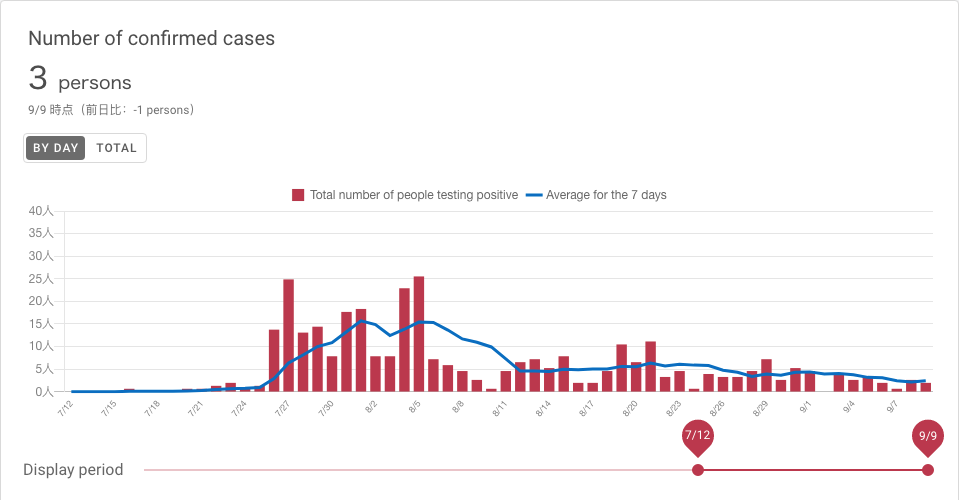 Number of confirmed cases
3 persons
9/9 時点（前日比：-1 persons）
BY DAY TOTAL
Total number of people testing positive Average for the 7 days
40人
35人
30人
25人
20人
15人
10人
5人
0人
7/12 7/15 7/18 7/21 7/24 7/27 7/30 8/2 8/5 8/8 8/11 8/14 8/17 8/20 8/23 8/26 8/29 9/1 9/4 9/7
7/12 9/9
Display period